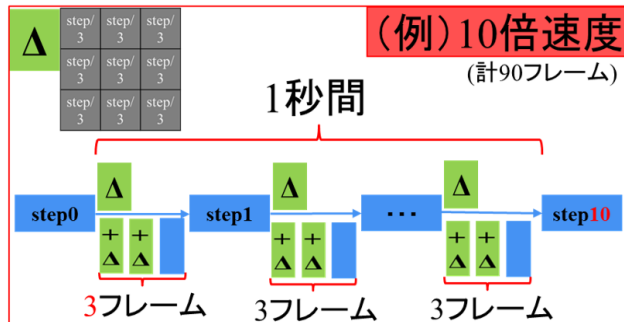 Δ
step/3 step/3 step/3
step/3 step/3 step/3
step/3 step/3 step/3
(例)10倍速度
(計90フレーム)
1秒間
Δ Δ Δ
step0 step1 ・・・ step10
+Δ +Δ +Δ +Δ +Δ +Δ
3フレーム 3フレーム 3フレーム